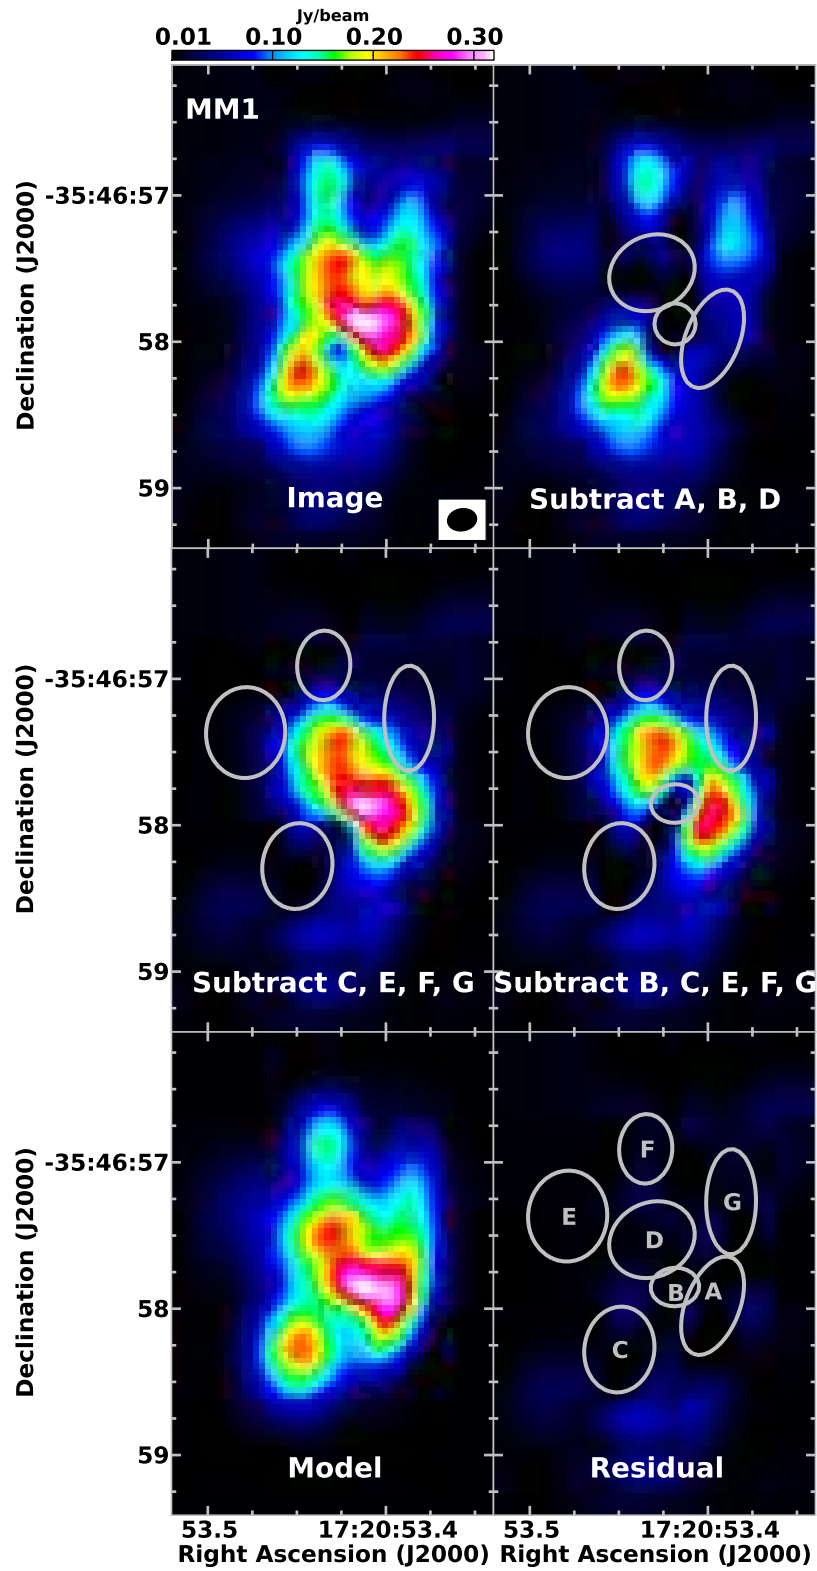 Jy/beam
0.01 0.10 0.20 0.30
MM1
Declination (J2000)
-35:46:57
58
59
Image
Subtract A, B, D
Declination (J2000)
-35:46:57
58
59
Subtract C, E, F, G
Subtract B, C, E, F, G
Declination (J2000)
-35:46:57
58
59
F
E
G
D
B
A
C
Model
Residual
53.5 17:20:53.4 53.5 17:20:53.4
Right Ascension (J2000) Right Ascension (J2000)